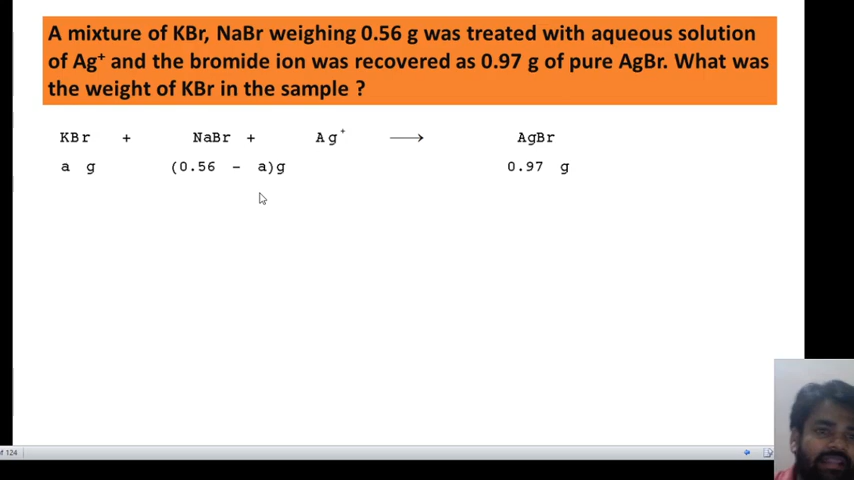 A mixture of KBr, NaBr weighing 0.56 g was treated with aqueous solution
of Ag⁺ and the bromide ion was recovered as 0.97 g of pure AgBr. What was
the weight of KBr in the sample ?
KBr + NaBr + Ag⁺ ⟶ AgBr
a g (0.56 - a)g 0.97 g
of 124